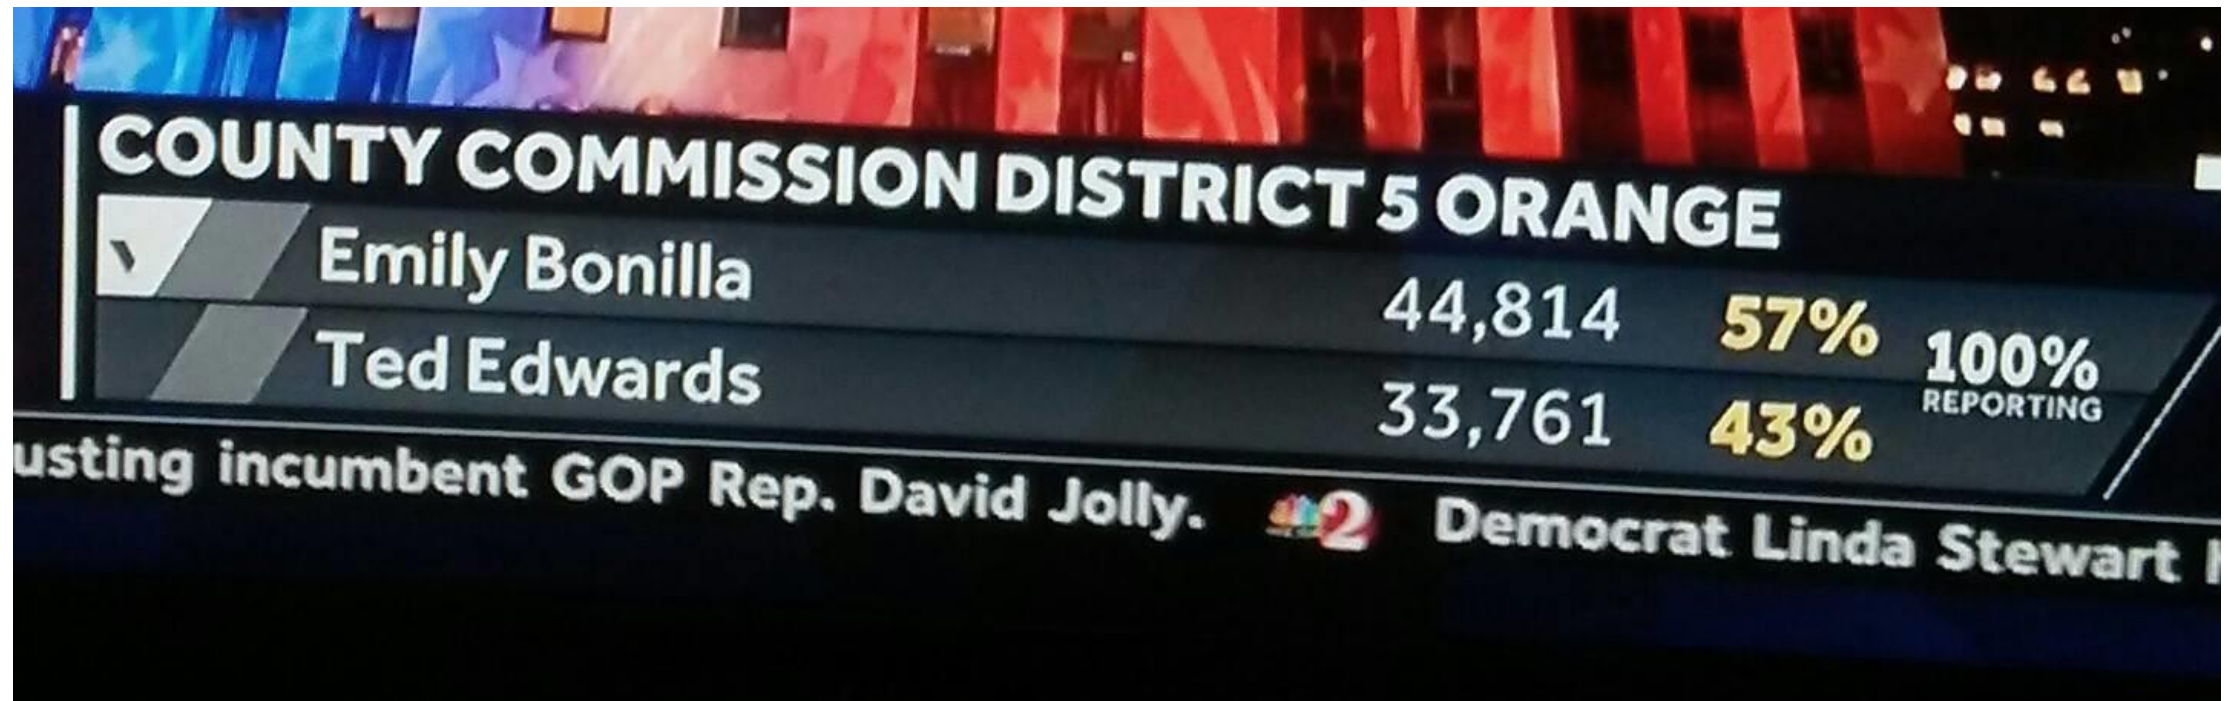 COUNTY COMMISSION DISTRICT 5 ORANGE
Emily Bonilla 44,814 57%
Ted Edwards 33,761 43%
100%
REPORTING
usting incumbent GOP Rep. David Jolly. 2 Democrat Linda Stewart